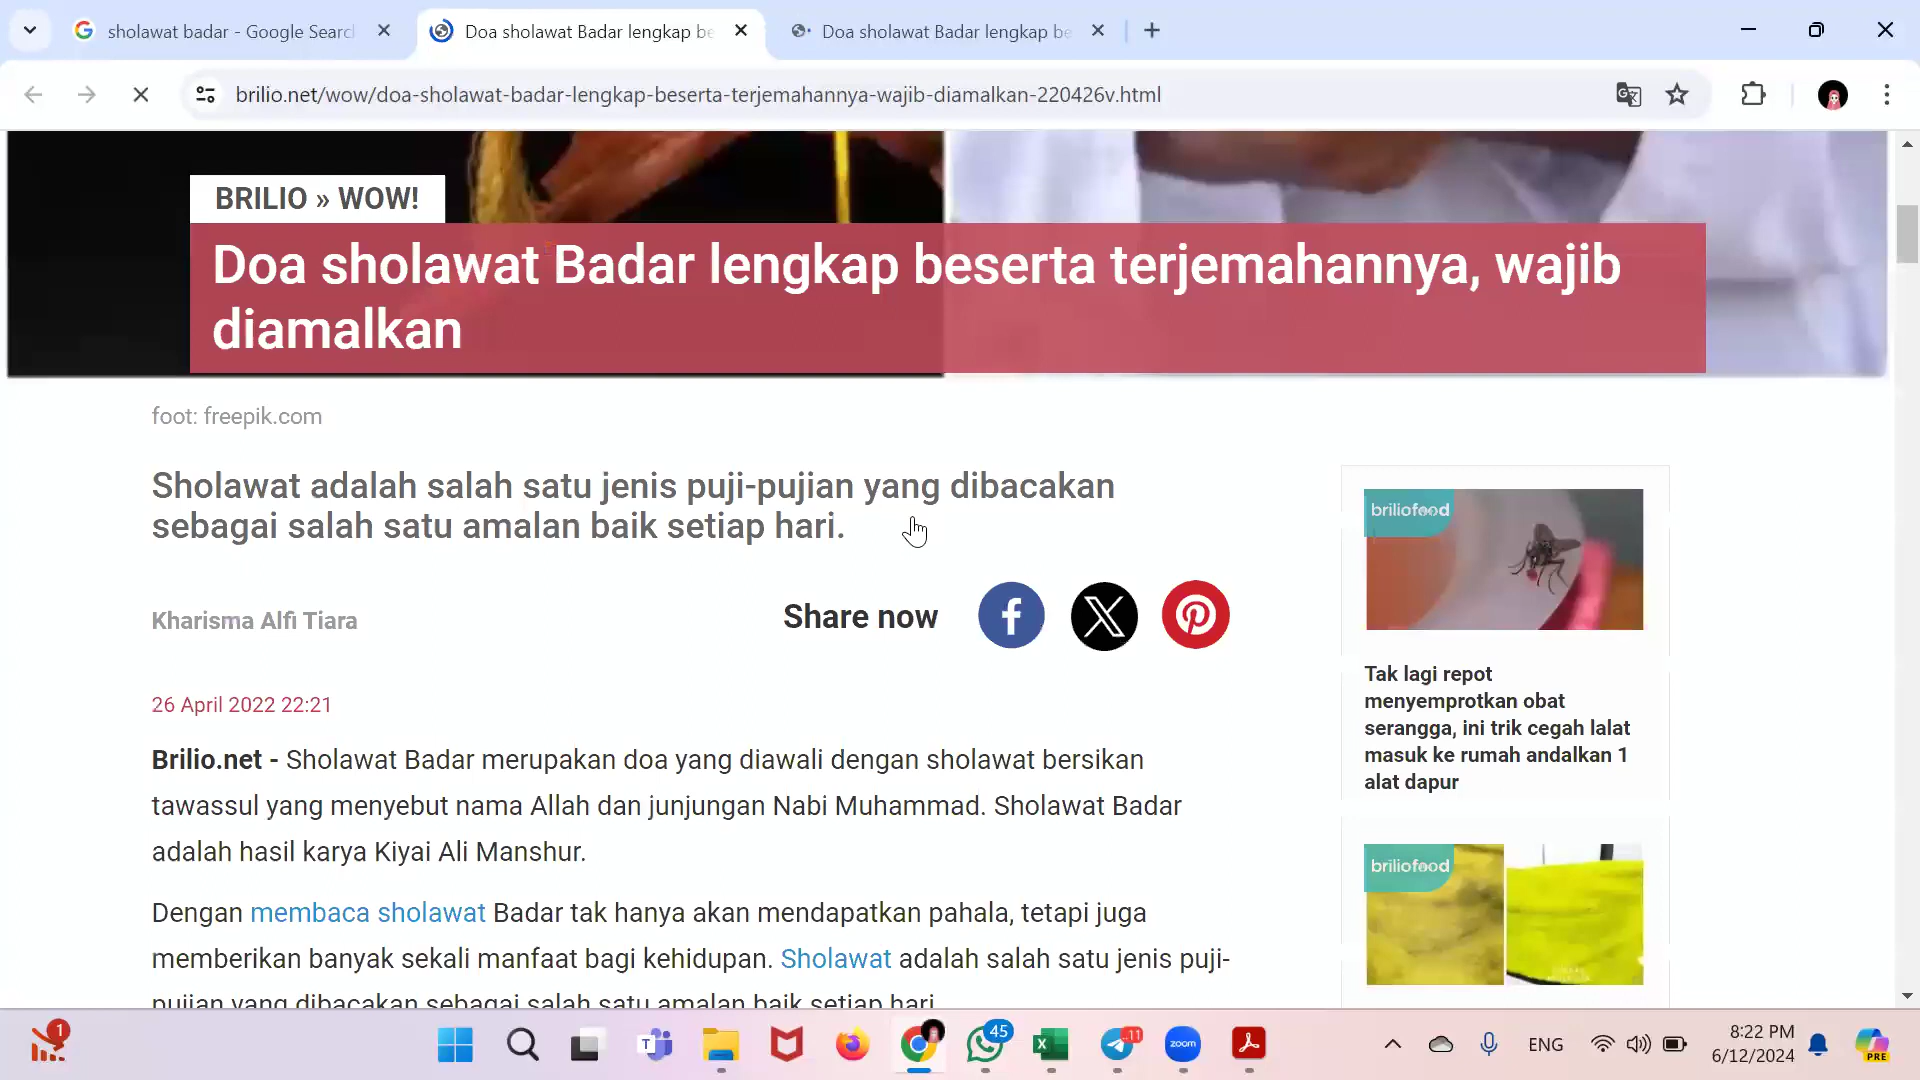 sholawat badar - Google Searc
Doa sholawat Badar lengkap be
Doa sholawat Badar lengkap be
brilio.net/wow/doa-sholawat-badar-lengkap-beserta-terjemahannya-wajib-diamalkan-220426v.html
BRILIO » WOW!
Doa sholawat Badar lengkap beserta terjemahannya, wajib
diamalkan
foot: freepik.com
Sholawat adalah salah satu jenis puji-pujian yang dibacakan
sebagai salah satu amalan baik setiap hari.
Kharisma Alfi Tiara
Share now
26 April 2022 22:21
Brilio.net - Sholawat Badar merupakan doa yang diawali dengan sholawat bersikan
tawassul yang menyebut nama Allah dan junjungan Nabi Muhammad. Sholawat Badar
adalah hasil karya Kiyai Ali Manshur.
Dengan membaca sholawat Badar tak hanya akan mendapatkan pahala, tetapi juga
memberikan banyak sekali manfaat bagi kehidupan. Sholawat adalah salah satu jenis puji-
pujian yang dibacakan sebagai salah satu amalan baik setiap hari.
briliofood
Tak lagi repot
menyemprotkan obat
serangga, ini trik cegah lalat
masuk ke rumah andalkan 1
alat dapur
briliofood
1
45
..11
zoom
ENG
8:22 PM
6/12/2024
PRE